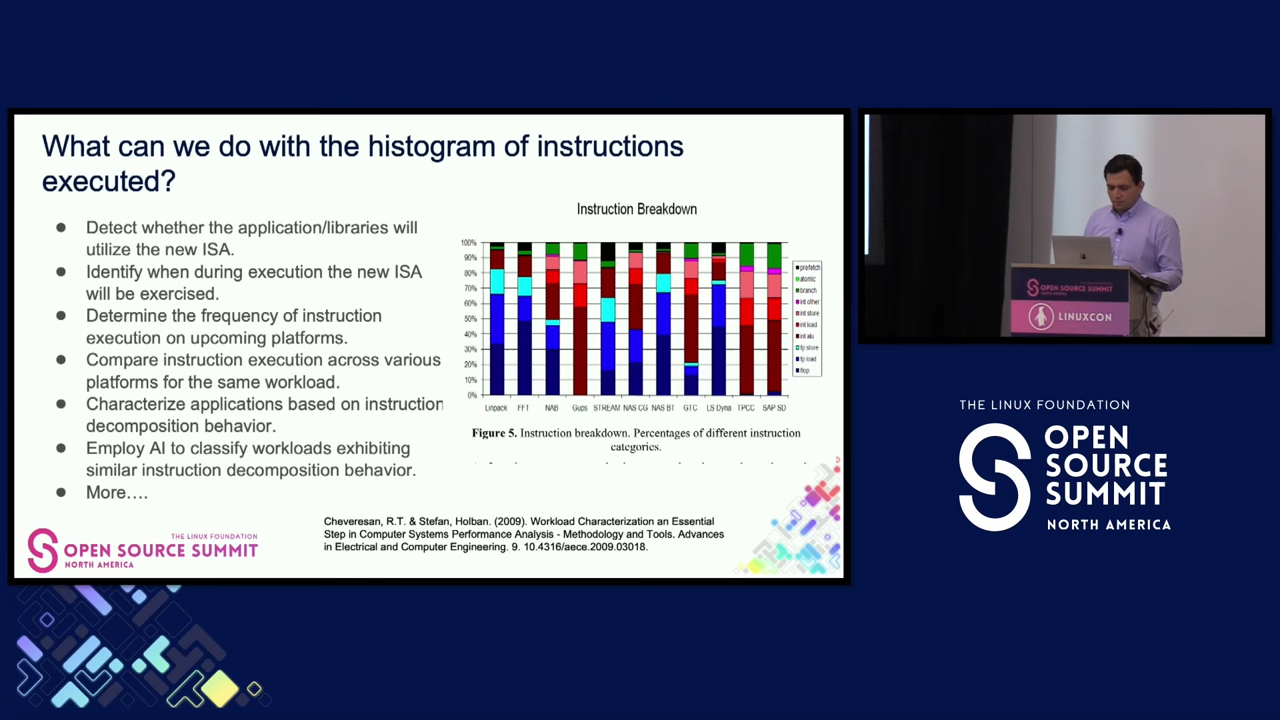 What can we do with the histogram of instructions
executed?
● Detect whether the application/libraries will
utilize the new ISA.
● Identify when during execution the new ISA
will be exercised.
● Determine the frequency of instruction
execution on upcoming platforms.
● Compare instruction execution across various
platforms for the same workload.
● Characterize applications based on instruction
decomposition behavior.
● Employ AI to classify workloads exhibiting
similar instruction decomposition behavior.
● More....
Instruction Breakdown
100%
90%
80%
70%
60%
50%
40%
30%
20%
10%
0%
Linpack FFT NAB Gups STREAM NAS CG NAS BT GTC LS Dyna TPCC SAP SD
prefetch
atomic
branch
int other
int store
int load
int alu
fp store
fp load
flop
Figure 5. Instruction breakdown. Percentages of different instruction
categories.
Cheveresan, R.T. & Stefan, Holban. (2009). Workload Characterization an Essential
Step in Computer Systems Performance Analysis - Methodology and Tools. Advances
in Electrical and Computer Engineering. 9. 10.4316/aece.2009.03018.
THE LINUX FOUNDATION
OPEN SOURCE SUMMIT
NORTH AMERICA
OPEN SOURCE SUMMIT
NORTH AMERICA
LINUXCON
THE LINUX FOUNDATION
OPEN
SOURCE
SUMMIT
NORTH AMERICA